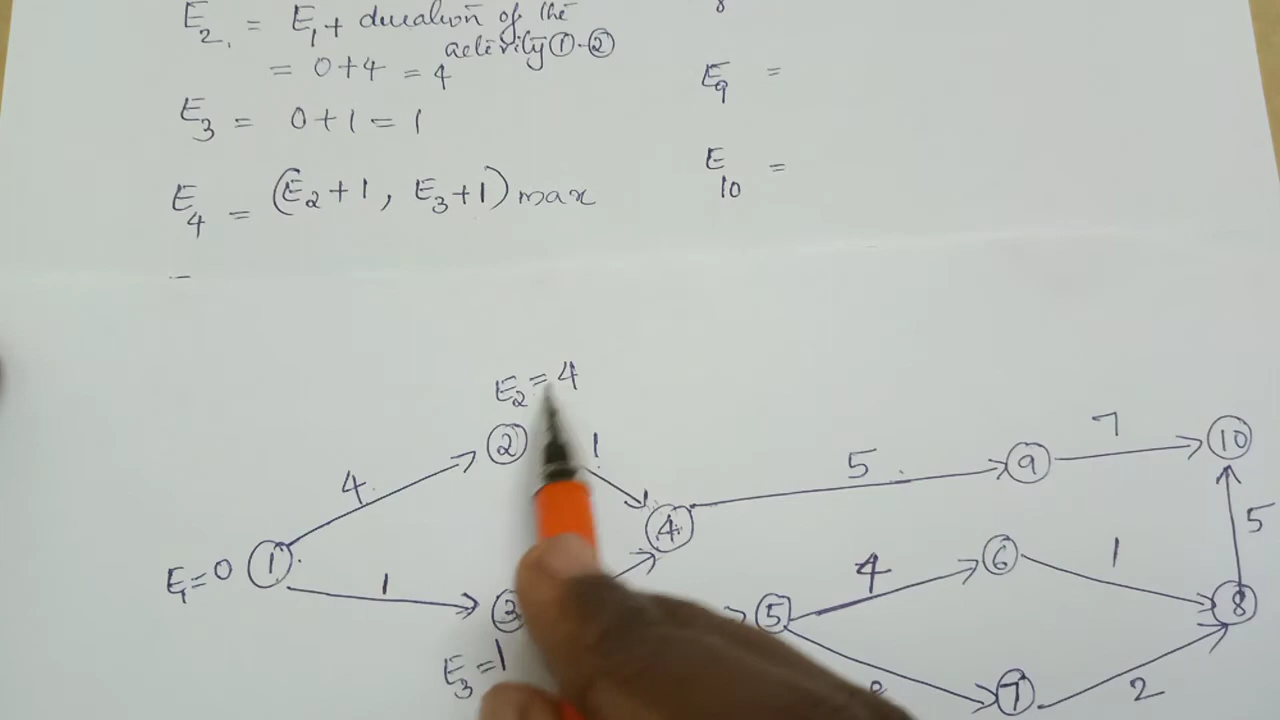 E2. = E1 + duration of the
activity ①-②
= 0+4 = 4
E3 = 0+1 = 1
E4 = (E2+1, E3+1) max
8
E9 =
E10 =
E2=4
② 1
4
E1=0 ①
1
③
E3=1
④
5
9
7
10
5
5
4
6
1
8
7
2